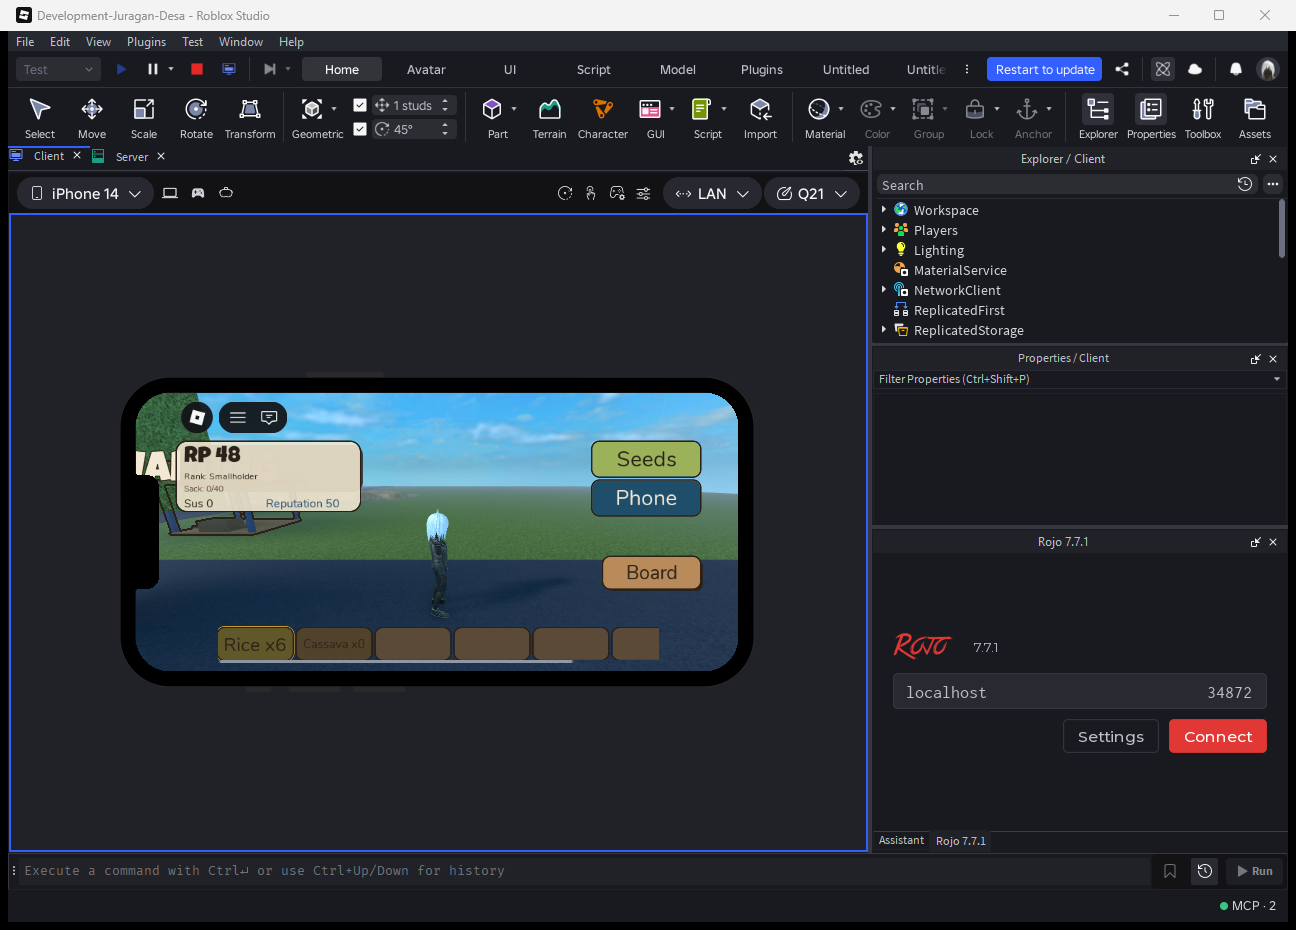 Development-Juragan-Desa - Roblox Studio
File Edit View Plugins Test Window Help
Test Home Avatar UI Script Model Plugins Untitled Untitle Restart to update
Select Move Scale Rotate Transform Geometric 1 studs 45° Part Terrain Character GUI Script Import Material Color Group Lock Anchor Explorer Properties Toolbox Assets
Client Server
iPhone 14 LAN Q21
RP 48
Rank: Smallholder
Sack: 0/40
Sus 0 Reputation 50
Seeds
Phone
Board
Rice x6 Cassava x0
Explorer / Client
Search
Workspace
Players
Lighting
MaterialService
NetworkClient
ReplicatedFirst
ReplicatedStorage
Properties / Client
Filter Properties (Ctrl+Shift+P)
Rojo 7.7.1
ROJO 7.7.1
localhost 34872
Settings Connect
Assistant Rojo 7.7.1
Execute a command with Ctrl↵ or use Ctrl+Up/Down for history
Run
MCP · 2